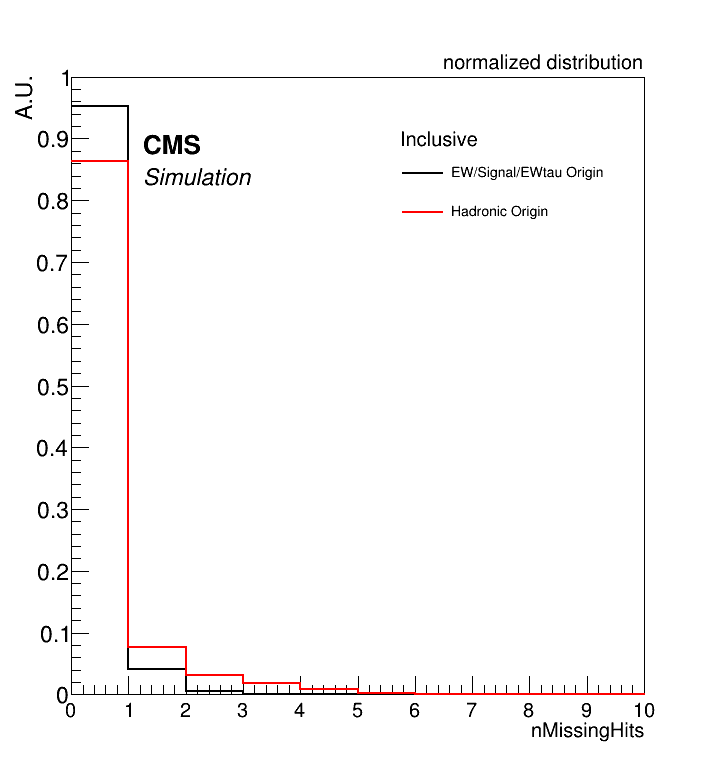 normalized distribution
A.U.
1
0.9
0.8
0.7
0.6
0.5
0.4
0.3
0.2
0.1
0
CMS
Simulation
Inclusive
EW/Signal/EWtau Origin
Hadronic Origin
0 1 2 3 4 5 6 7 8 9 10
nMissingHits